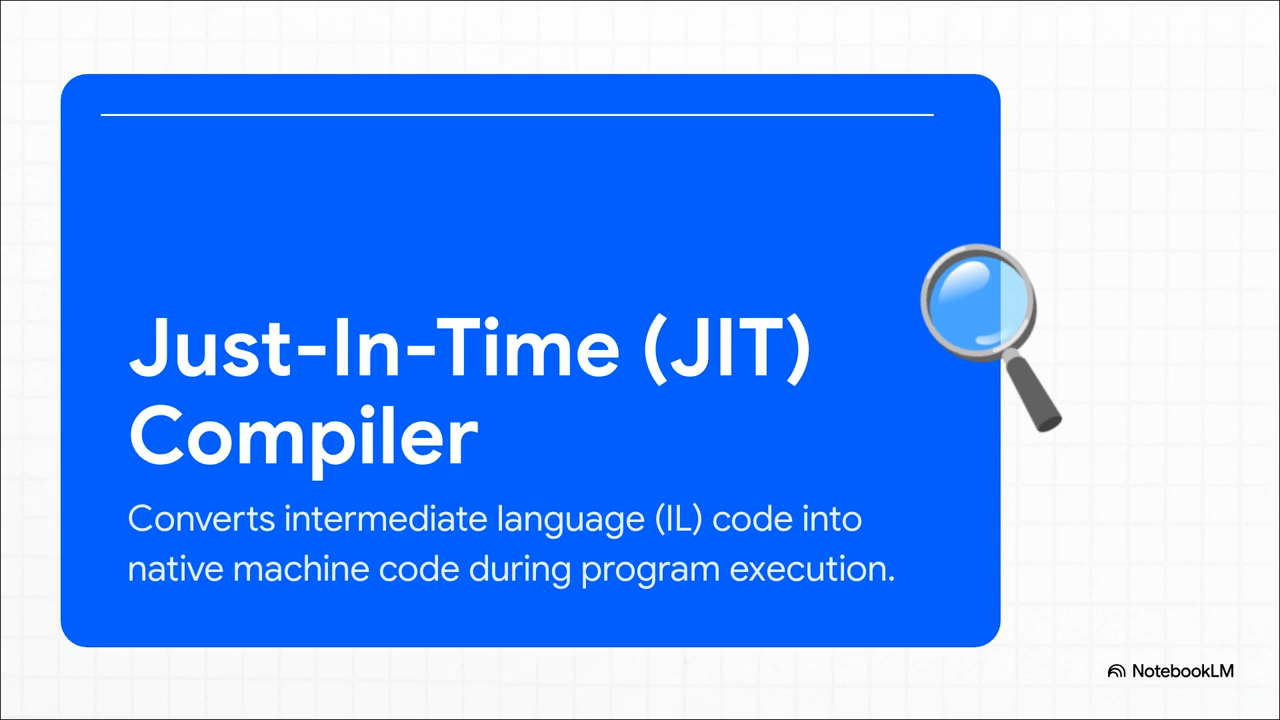 Just-In-Time (JIT)
Compiler
Converts intermediate language (IL) code into
native machine code during program execution.
NotebookLM